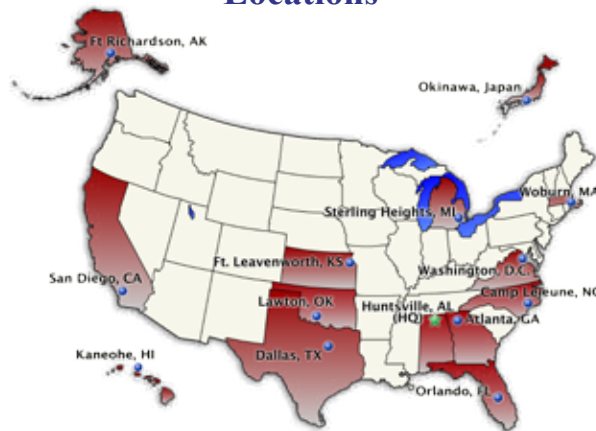 Locations
Ft Richardson, AK
Okinawa, Japan
Woburn, MA
Sterling Heights, MI
Ft. Leavenworth, KS
Washington, D.C.
San Diego, CA
Camp Lejeune, NC
Lawton, OK
Huntsville, AL
(HQ)
Atlanta, GA
Kaneohe, HI
Dallas, TX
Orlando, FL